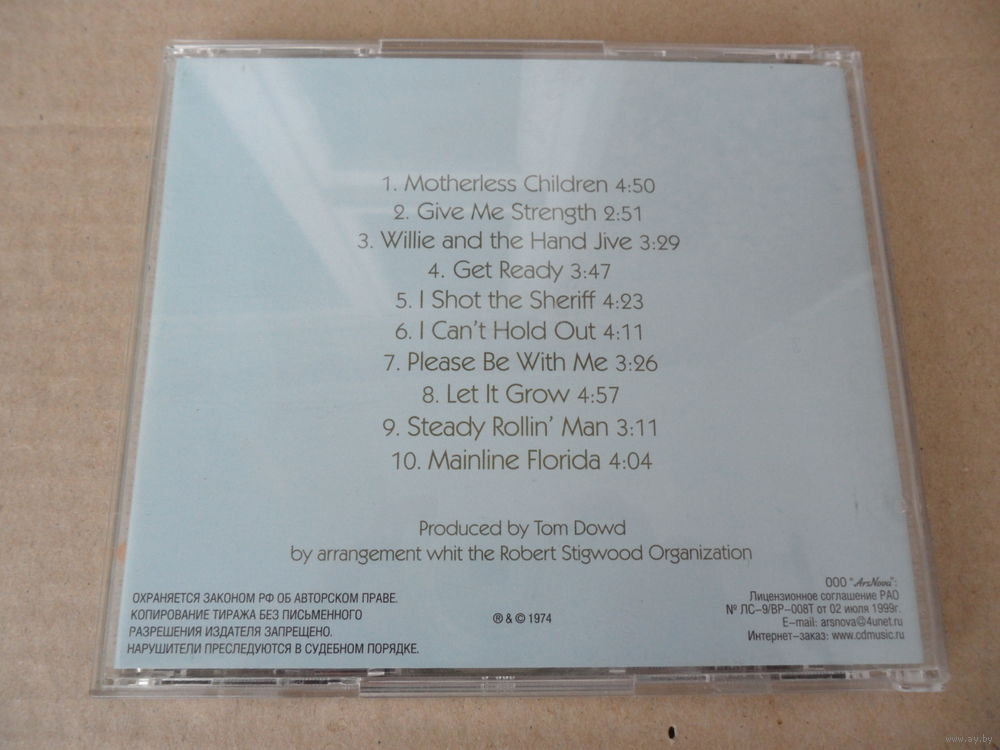 1. Motherless Children 4:50
2. Give Me Strength 2:51
3. Willie and the Hand Jive 3:29
4. Get Ready 3:47
5. I Shot the Sheriff 4:23
6. I Can't Hold Out 4:11
7. Please Be With Me 3:26
8. Let It Grow 4:57
9. Steady Rollin' Man 3:11
10. Mainline Florida 4:04
Produced by Tom Dowd
by arrangement whit the Robert Stigwood Organization
ОХРАНЯЕТСЯ ЗАКОНОМ РФ ОБ АВТОРСКОМ ПРАВЕ.
КОПИРОВАНИЕ ТИРАЖА БЕЗ ПИСЬМЕННОГО
РАЗРЕШЕНИЯ ИЗДАТЕЛЯ ЗАПРЕЩЕНО.
НАРУШИТЕЛИ ПРЕСЛЕДУЮТСЯ В СУДЕБНОМ ПОРЯДКЕ.
® & © 1974
ООО "ArsNova":
Лицензионное соглашение РАО
№ ЛС-9/ВР-008Т от 02 июля 1999г.
E-mail: arsnova@4unet.ru
Интернет-заказ: www.cdmusic.ru
www.ay.by